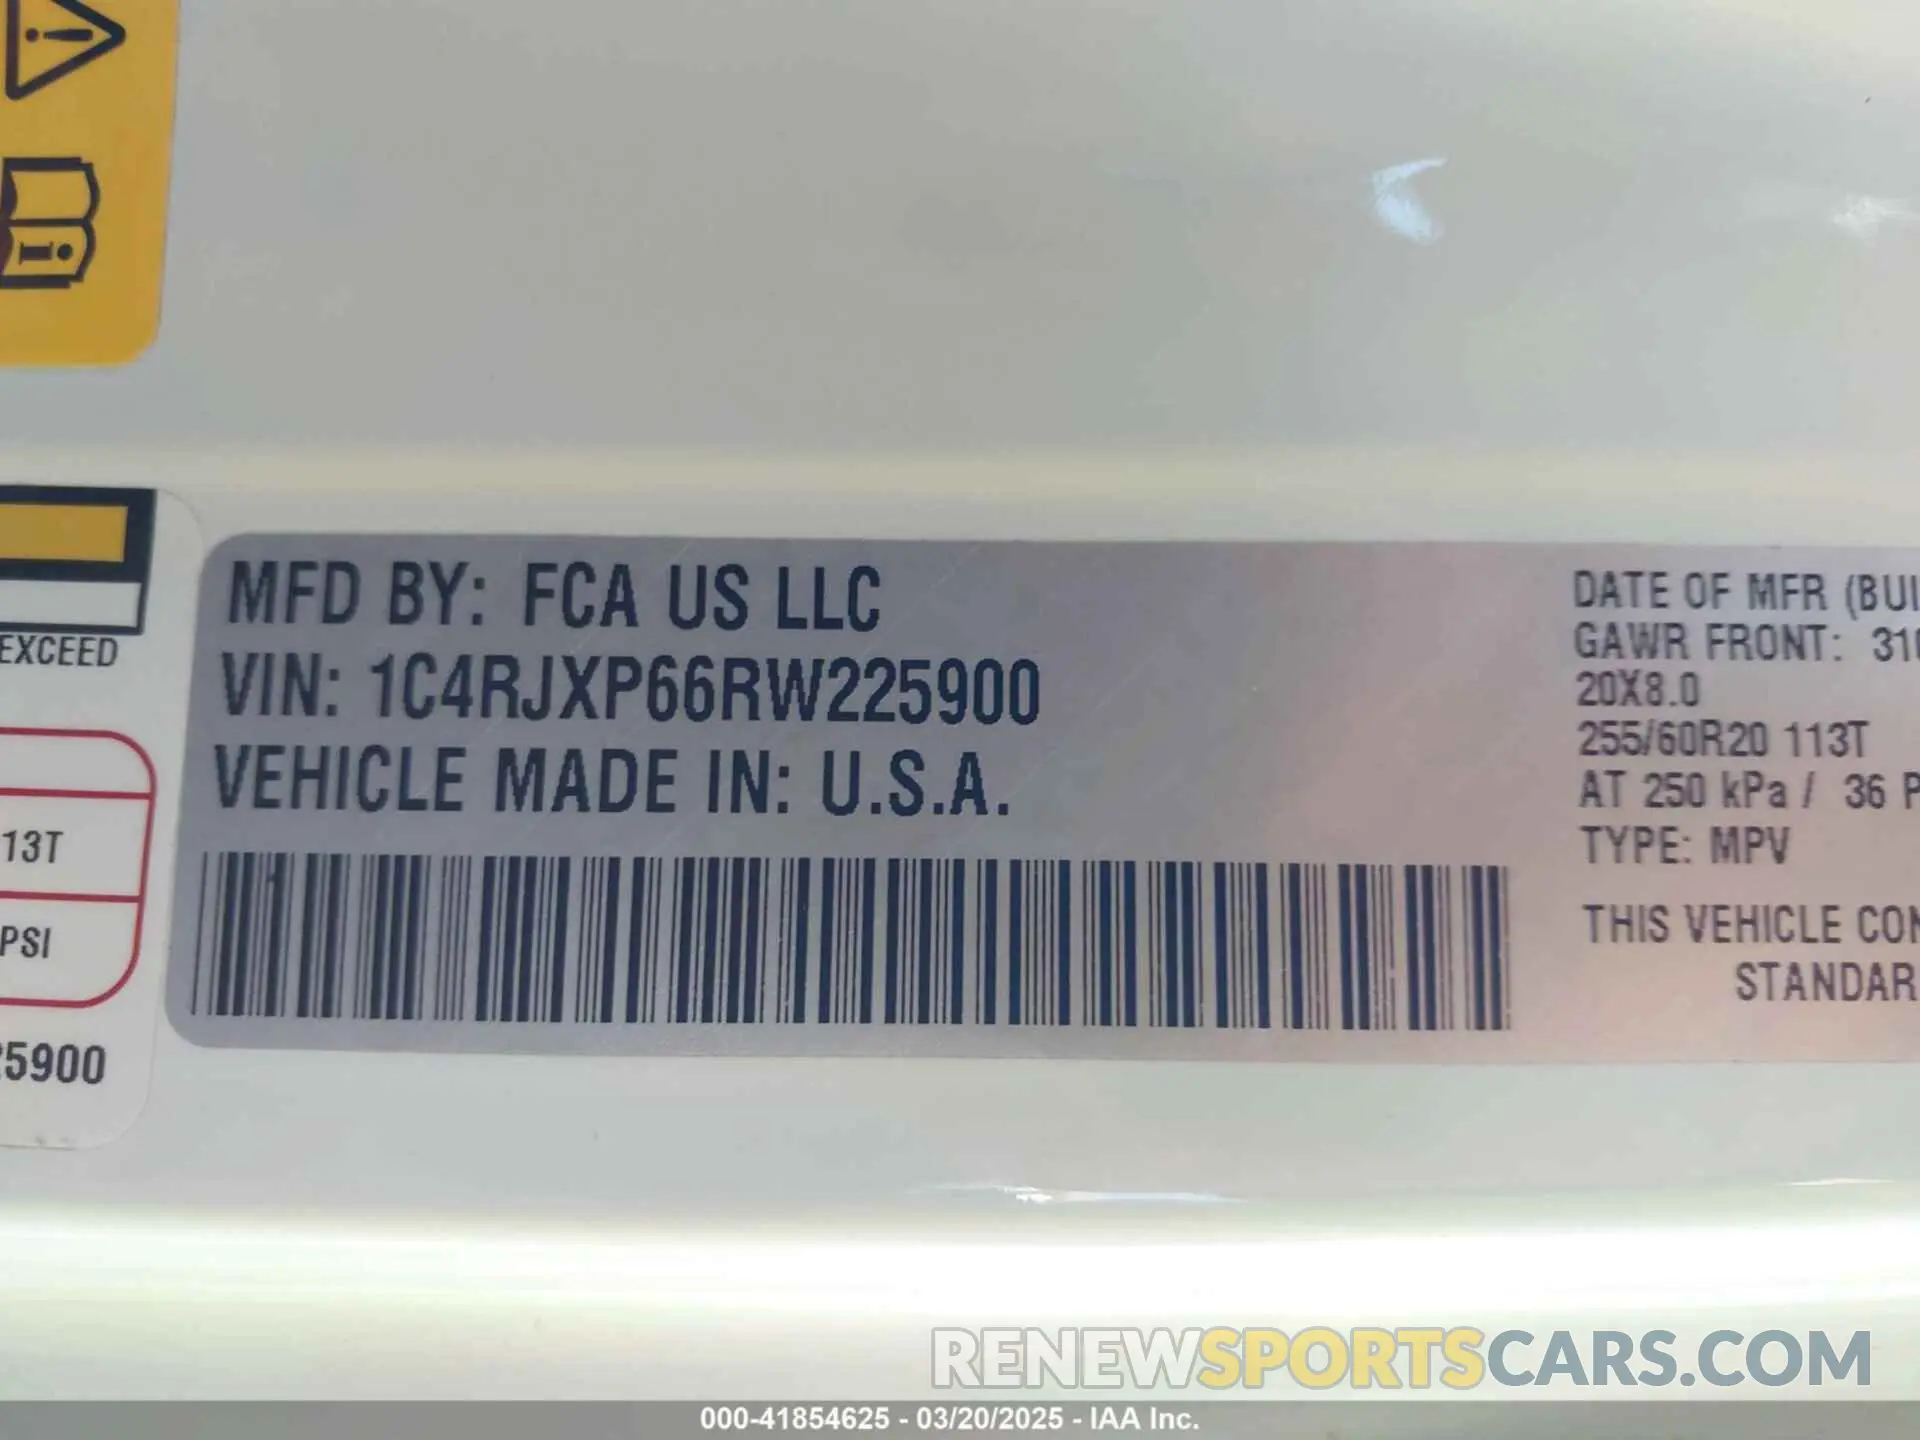 EXCEED
13T
PSI
5900
MFD BY: FCA US LLC
VIN: 1C4RJXP66RW225900
VEHICLE MADE IN: U.S.A.
DATE OF MFR (BUI
GAWR FRONT: 310
20X8.0
255/60R20 113T
AT 250 kPa / 36 P
TYPE: MPV
THIS VEHICLE CON
STANDAR
RENEWSPORTSCARS.COM
000-41854625 - 03/20/2025 - IAA Inc.